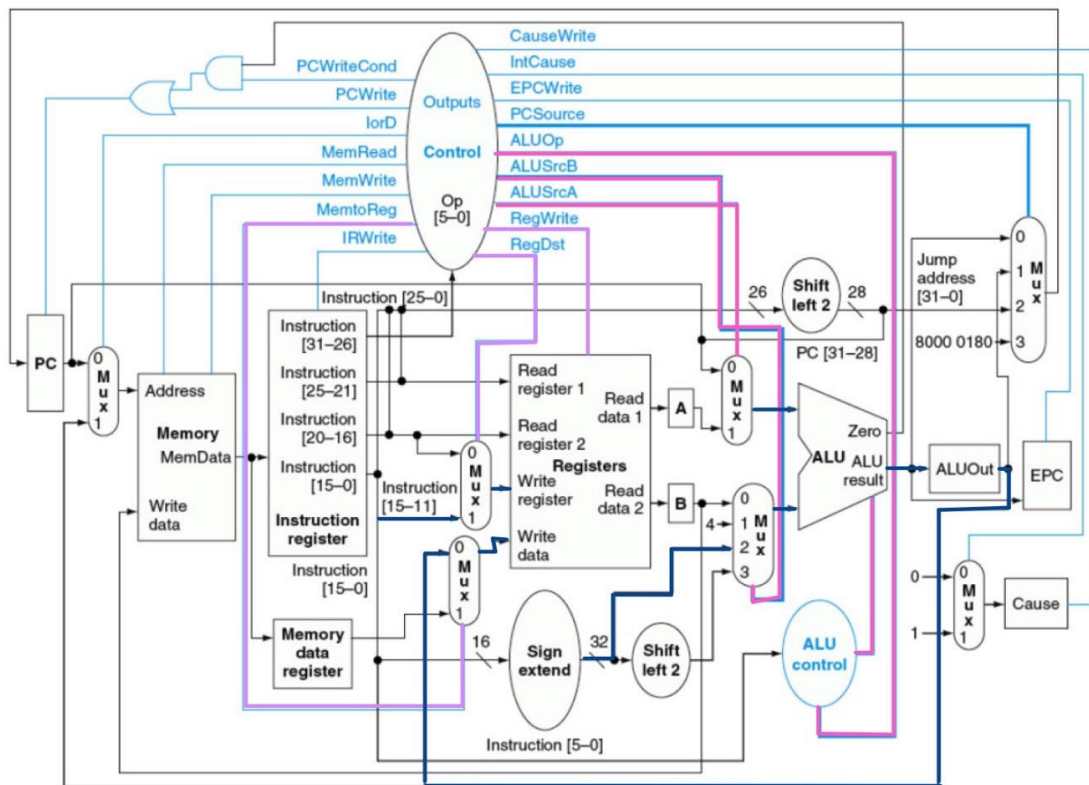 CauseWrite
IntCause
EPCWrite
PCSource
ALUOp
ALUSrcB
ALUSrcA
RegWrite
RegDst
PCWriteCond
PCWrite
IorD
MemRead
MemWrite
MemtoReg
IRWrite
Outputs
Control
Op
[5–0]
Instruction [25–0]
26
Shift
left 2
28
Jump
address
[31–0]
PC [31–28]
8000 0180
0
1
2
3
M
u
x
PC
0
M
u
x
1
Address
Memory
MemData
Write
data
Instruction
[31–26]
Instruction
[25–21]
Instruction
[20–16]
Instruction
[15–0]
Instruction
register
Instruction
[15–11]
Instruction
[15–0]
0
M
u
x
1
0
M
u
x
1
Read
register 1
Read
register 2
Write
register
Write
data
Registers
Read
data 1
Read
data 2
A
B
0
M
u
x
1
4
0
1
2
3
M
u
x
ALU
Zero
ALU
result
ALUOut
EPC
0
1
0
M
u
x
1
Cause
Memory
data
register
16
Sign
extend
32
Shift
left 2
ALU
control
Instruction [5–0]